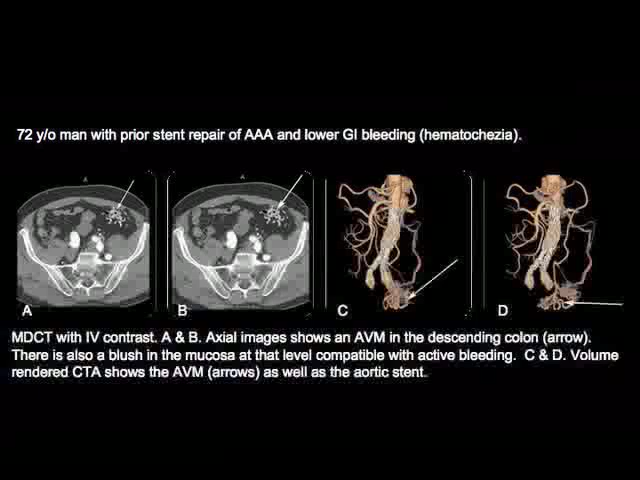 72 y/o man with prior stent repair of AAA and lower GI bleeding (hematochezia).
A
A
A B C D
MDCT with IV contrast. A & B. Axial images shows an AVM in the descending colon (arrow).
There is also a blush in the mucosa at that level compatible with active bleeding. C & D. Volume
rendered CTA shows the AVM (arrows) as well as the aortic stent.